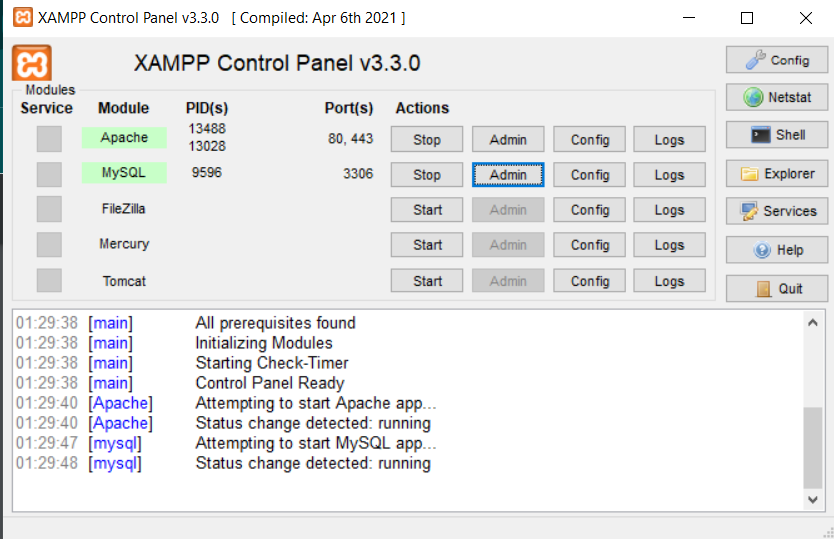 XAMPP Control Panel v3.3.0 [ Compiled: Apr 6th 2021 ]
XAMPP Control Panel v3.3.0
Config
Modules
Service Module PID(s) Port(s) Actions
Netstat
Apache 13488 13028 80, 443 Stop Admin Config Logs
Shell
MySQL 9596 3306 Stop Admin Config Logs
Explorer
FileZilla Start Admin Config Logs
Services
Mercury Start Admin Config Logs
Help
Tomcat Start Admin Config Logs
Quit
01:29:38 [main] All prerequisites found
01:29:38 [main] Initializing Modules
01:29:38 [main] Starting Check-Timer
01:29:38 [main] Control Panel Ready
01:29:40 [Apache] Attempting to start Apache app...
01:29:40 [Apache] Status change detected: running
01:29:47 [mysql] Attempting to start MySQL app...
01:29:48 [mysql] Status change detected: running